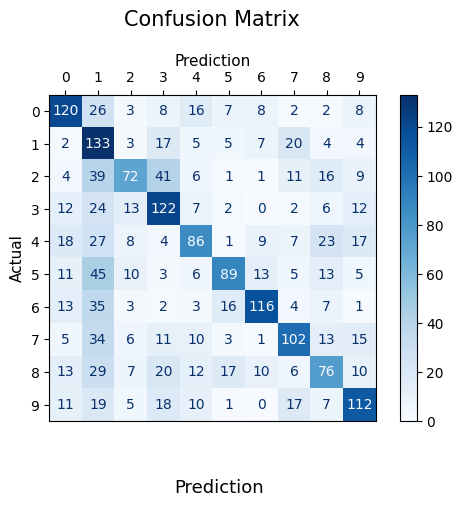 Confusion Matrix
Prediction
0 1 2 3 4 5 6 7 8 9
0 120 26 3 8 16 7 8 2 2 8
1 2 133 3 17 5 5 7 20 4 4
2 4 39 72 41 6 1 1 11 16 9
3 12 24 13 122 7 2 0 2 6 12
4 18 27 8 4 86 1 9 7 23 17
5 11 45 10 3 6 89 13 5 13 5
6 13 35 3 2 3 16 116 4 7 1
7 5 34 6 11 10 3 1 102 13 15
8 13 29 7 20 12 17 10 6 76 10
9 11 19 5 18 10 1 0 17 7 112
Actual
120
100
80
60
40
20
0
Prediction